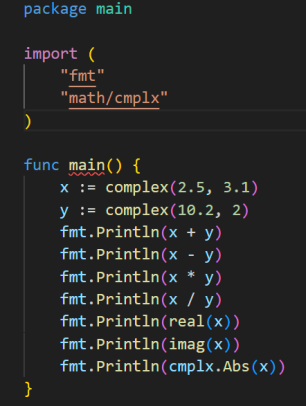 package main
import (
    "fmt"
    "math/cmplx"
)
func main() {
    x := complex(2.5, 3.1)
    y := complex(10.2, 2)
    fmt.Println(x + y)
    fmt.Println(x - y)
    fmt.Println(x * y)
    fmt.Println(x / y)
    fmt.Println(real(x))
    fmt.Println(imag(x))
    fmt.Println(cmplx.Abs(x))
}